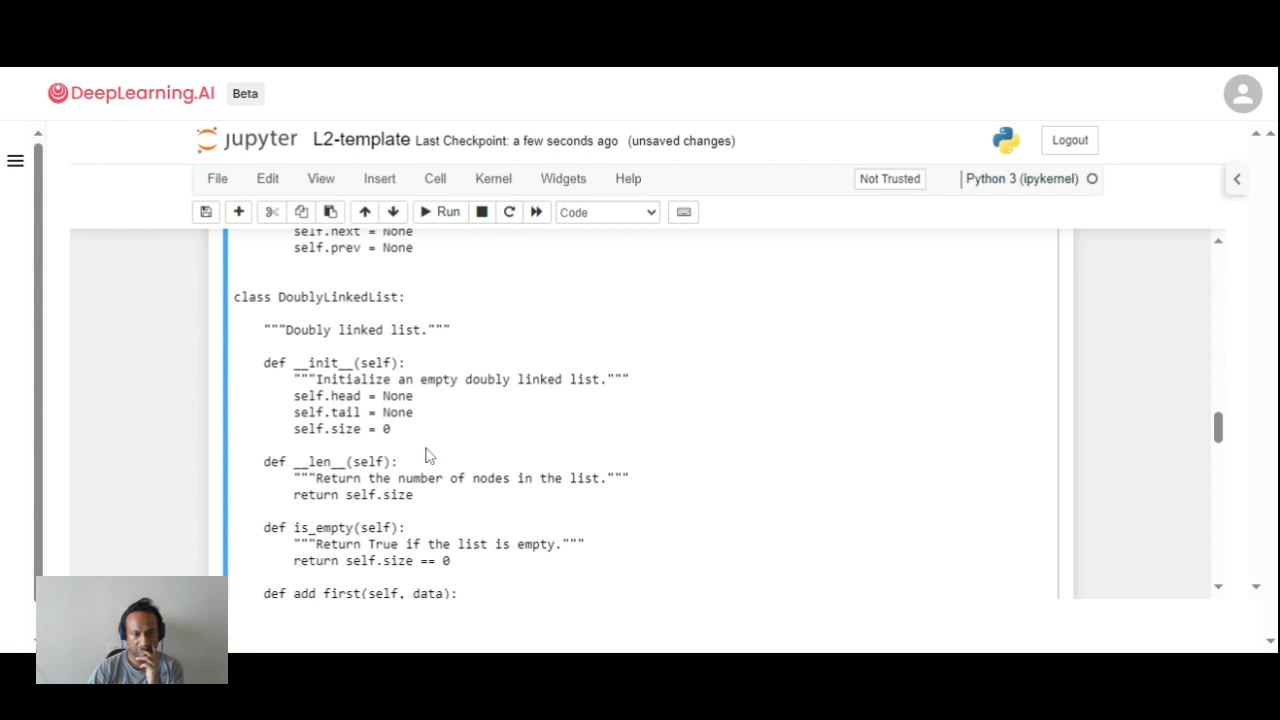 DeepLearning.AI Beta
jupyter L2-template Last Checkpoint: a few seconds ago (unsaved changes) Logout
File Edit View Insert Cell Kernel Widgets Help Not Trusted Python 3 (ipykernel)
Run Code
self.next = None
self.prev = None
class DoublyLinkedList:
"""Doubly linked list."""
def __init__(self):
"""Initialize an empty doubly linked list."""
self.head = None
self.tail = None
self.size = 0
def __len__(self):
"""Return the number of nodes in the list."""
return self.size
def is_empty(self):
"""Return True if the list is empty."""
return self.size == 0
def add_first(self, data):